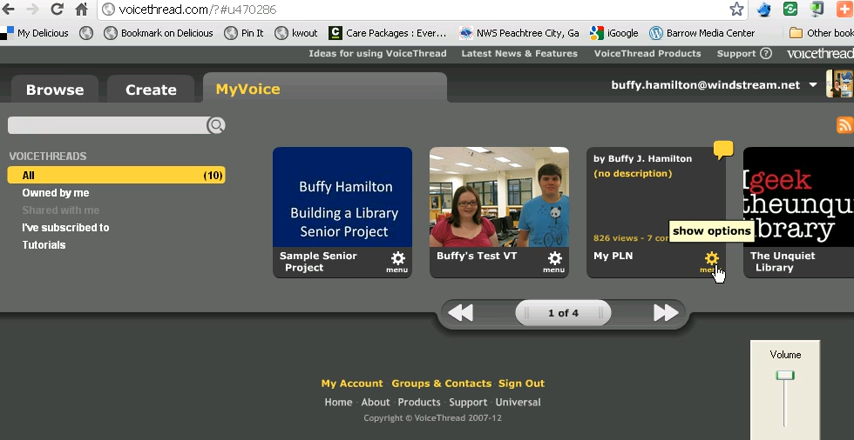 voicethread.com/?#u470286
My Delicious
Bookmark on Delicious
Pin It
kwout
Care Packages : Ever...
NWS Peachtree City, Ga
iGoogle
Barrow Media Center
Other book
Ideas for using VoiceThread
Latest News & Features
VoiceThread Products
Support ?
voicethread
Browse
Create
MyVoice
buffy.hamilton@windstream.net
VOICETHREADS
All (10)
Owned by me
Shared with me
I've subscribed to
Tutorials
Buffy Hamilton
Building a Library
Senior Project
Sample Senior
Project
menu
Buffy's Test VT
menu
by Buffy J. Hamilton
(no description)
826 views - 7
show options
My PLN
I geek
the unqui
library
The Unquiet
Library
1 of 4
Volume
My Account Groups & Contacts Sign Out
Home · About · Products · Support · Universal
Copyright © VoiceThread 2007-12